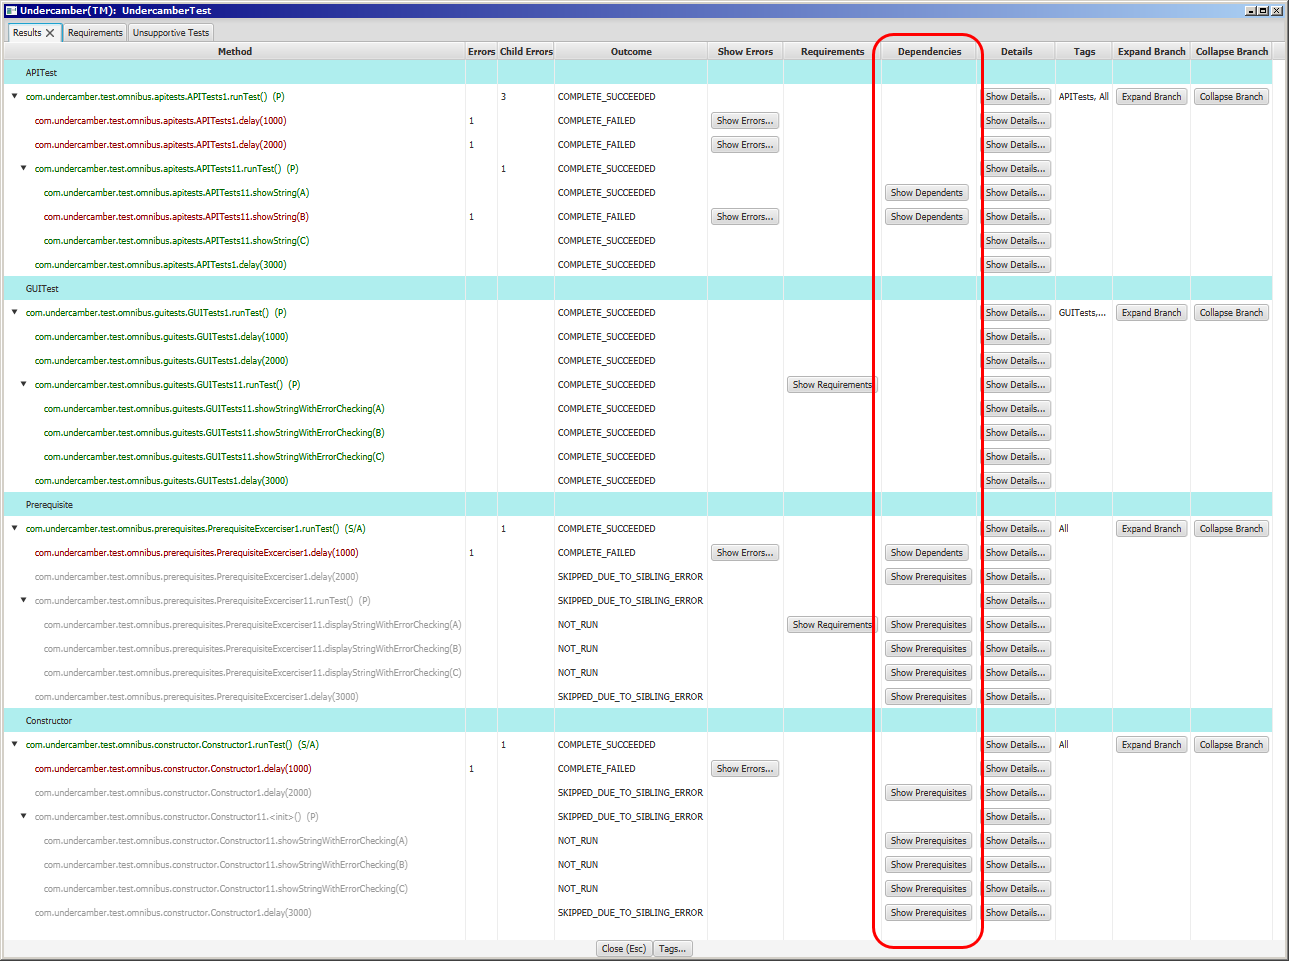 Undercamber(TM): UndercamberTest
Results Requirements Unsupportive Tests
Method Errors Child Errors Outcome Show Errors Requirements Dependencies Details Tags Expand Branch Collapse Branch
APITest
com.undercamber.test.omnibus.apitests.APITests1.runTest() (P) 3 COMPLETE_SUCCEEDED Show Details... APITests, All Expand Branch Collapse Branch
com.undercamber.test.omnibus.apitests.APITests1.delay(1000) 1 COMPLETE_FAILED Show Errors... Show Details...
com.undercamber.test.omnibus.apitests.APITests1.delay(2000) 1 COMPLETE_FAILED Show Errors... Show Details...
com.undercamber.test.omnibus.apitests.APITests11.runTest() (P) 1 COMPLETE_SUCCEEDED Show Details...
com.undercamber.test.omnibus.apitests.APITests11.showString(A) COMPLETE_SUCCEEDED Show Dependents Show Details...
com.undercamber.test.omnibus.apitests.APITests11.showString(B) 1 COMPLETE_FAILED Show Errors... Show Dependents Show Details...
com.undercamber.test.omnibus.apitests.APITests11.showString(C) COMPLETE_SUCCEEDED Show Details...
com.undercamber.test.omnibus.apitests.APITests1.delay(3000) COMPLETE_SUCCEEDED Show Details...
GUITest
com.undercamber.test.omnibus.guitests.GUITests1.runTest() (P) COMPLETE_SUCCEEDED Show Details... GUITests,... Expand Branch Collapse Branch
com.undercamber.test.omnibus.guitests.GUITests1.delay(1000) COMPLETE_SUCCEEDED Show Details...
com.undercamber.test.omnibus.guitests.GUITests1.delay(2000) COMPLETE_SUCCEEDED Show Details...
com.undercamber.test.omnibus.guitests.GUITests11.runTest() (P) COMPLETE_SUCCEEDED Show Requirements Show Details...
com.undercamber.test.omnibus.guitests.GUITests11.showStringWithErrorChecking(A) COMPLETE_SUCCEEDED Show Details...
com.undercamber.test.omnibus.guitests.GUITests11.showStringWithErrorChecking(B) COMPLETE_SUCCEEDED Show Details...
com.undercamber.test.omnibus.guitests.GUITests11.showStringWithErrorChecking(C) COMPLETE_SUCCEEDED Show Details...
com.undercamber.test.omnibus.guitests.GUITests1.delay(3000) COMPLETE_SUCCEEDED Show Details...
Prerequisite
com.undercamber.test.omnibus.prerequisites.PrerequisiteExcerciser1.runTest() (S/A) 1 COMPLETE_SUCCEEDED Show Details... All Expand Branch Collapse Branch
com.undercamber.test.omnibus.prerequisites.PrerequisiteExcerciser1.delay(1000) 1 COMPLETE_FAILED Show Errors... Show Dependents Show Details...
com.undercamber.test.omnibus.prerequisites.PrerequisiteExcerciser1.delay(2000) SKIPPED_DUE_TO_SIBLING_ERROR Show Prerequisites Show Details...
com.undercamber.test.omnibus.prerequisites.PrerequisiteExcerciser11.runTest() (P) SKIPPED_DUE_TO_SIBLING_ERROR Show Details...
com.undercamber.test.omnibus.prerequisites.PrerequisiteExcerciser11.displayStringWithErrorChecking(A) NOT_RUN Show Requirements Show Prerequisites Show Details...
com.undercamber.test.omnibus.prerequisites.PrerequisiteExcerciser11.displayStringWithErrorChecking(B) NOT_RUN Show Prerequisites Show Details...
com.undercamber.test.omnibus.prerequisites.PrerequisiteExcerciser11.displayStringWithErrorChecking(C) NOT_RUN Show Prerequisites Show Details...
com.undercamber.test.omnibus.prerequisites.PrerequisiteExcerciser1.delay(3000) SKIPPED_DUE_TO_SIBLING_ERROR Show Prerequisites Show Details...
Constructor
com.undercamber.test.omnibus.constructor.Constructor1.runTest() (S/A) 1 COMPLETE_SUCCEEDED Show Details... All Expand Branch Collapse Branch
com.undercamber.test.omnibus.constructor.Constructor1.delay(1000) 1 COMPLETE_FAILED Show Errors... Show Details...
com.undercamber.test.omnibus.constructor.Constructor1.delay(2000) SKIPPED_DUE_TO_SIBLING_ERROR Show Prerequisites Show Details...
com.undercamber.test.omnibus.constructor.Constructor11.<init>() (P) SKIPPED_DUE_TO_SIBLING_ERROR Show Details...
com.undercamber.test.omnibus.constructor.Constructor11.showStringWithErrorChecking(A) NOT_RUN Show Prerequisites Show Details...
com.undercamber.test.omnibus.constructor.Constructor11.showStringWithErrorChecking(B) NOT_RUN Show Prerequisites Show Details...
com.undercamber.test.omnibus.constructor.Constructor11.showStringWithErrorChecking(C) NOT_RUN Show Prerequisites Show Details...
com.undercamber.test.omnibus.constructor.Constructor1.delay(3000) SKIPPED_DUE_TO_SIBLING_ERROR Show Prerequisites Show Details...
Close (Esc) Tags...